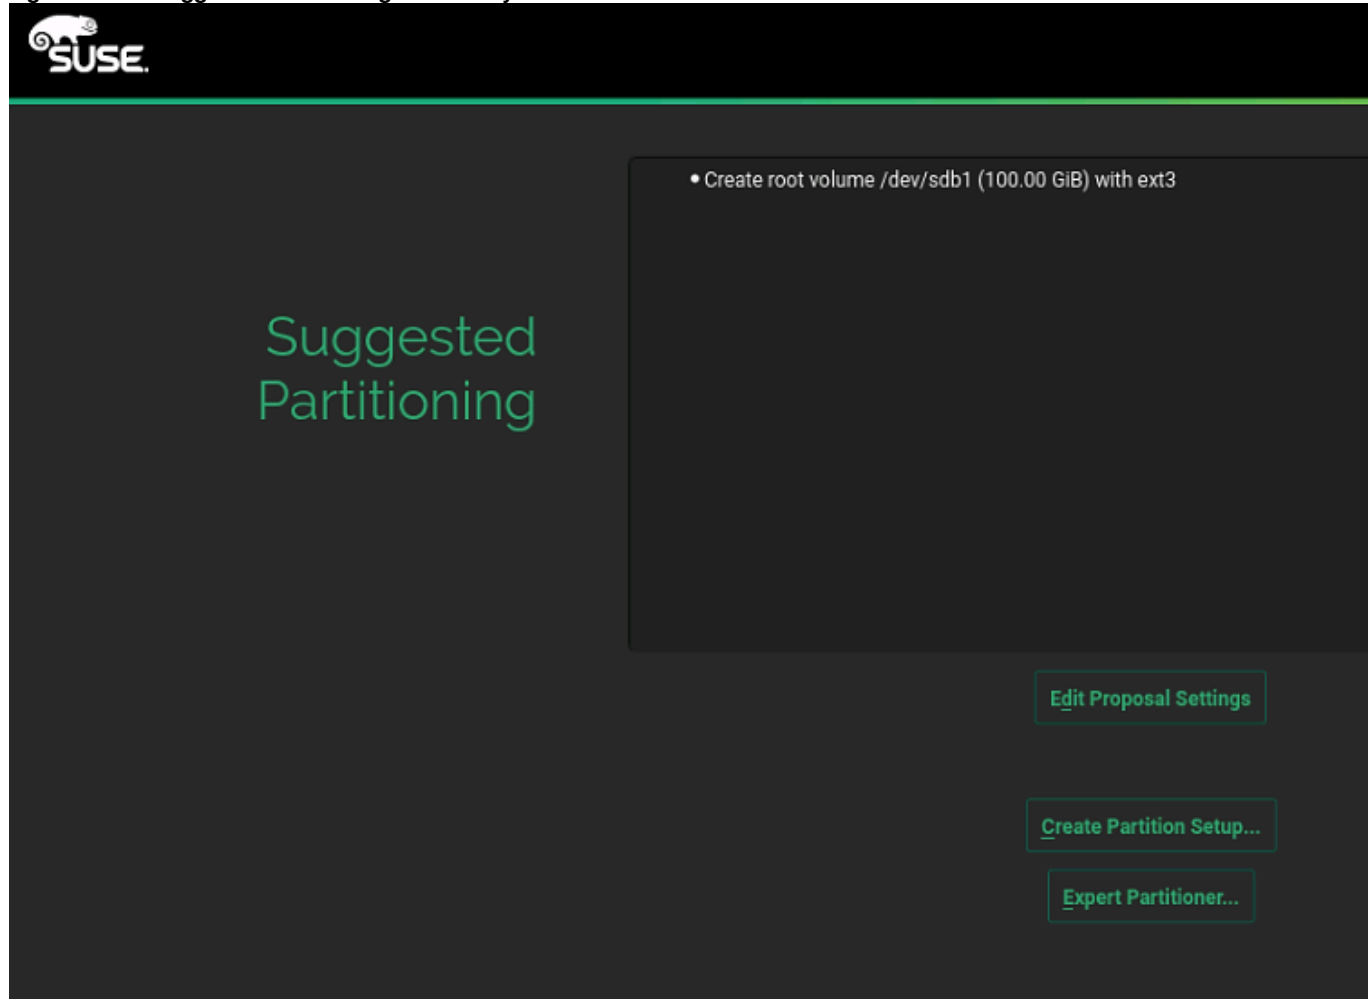 SUSE.
• Create root volume /dev/sdb1 (100.00 GiB) with ext3
Suggested
Partitioning
Edit Proposal Settings
Create Partition Setup...
Expert Partitioner...